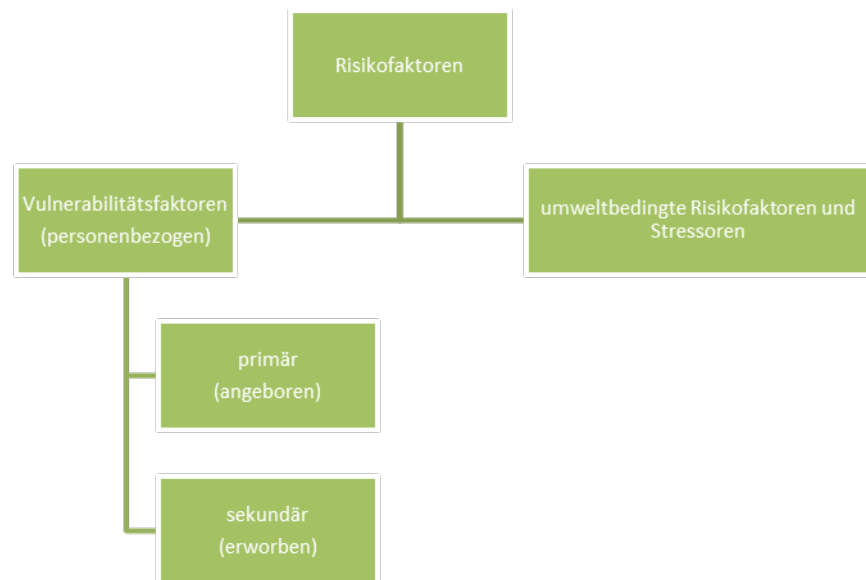 Risikofaktoren
Vulnerabilitätsfaktoren
(personenbezogen)
umweltbedingte Risikofaktoren und
Stressoren
primär
(angeboren)
sekundär
(erworben)